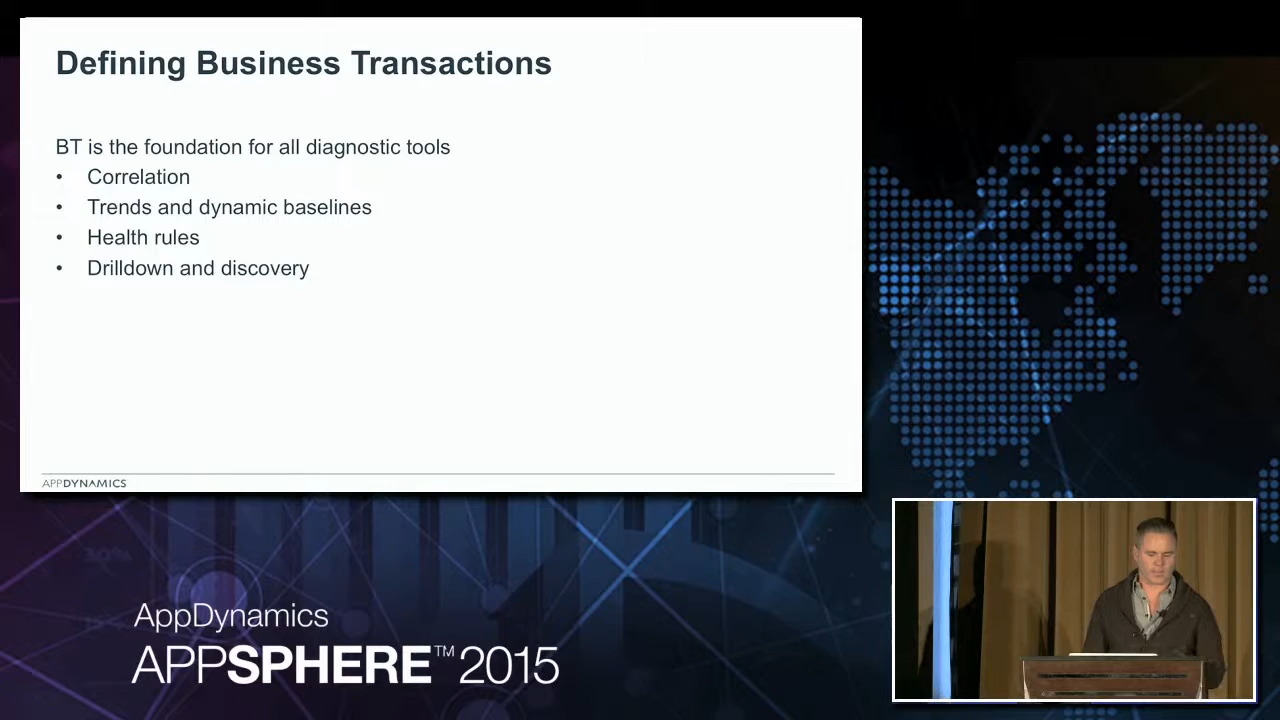 Defining Business Transactions
BT is the foundation for all diagnostic tools
• Correlation
• Trends and dynamic baselines
• Health rules
• Drilldown and discovery
APPDYNAMICS
30%
AppDynamics
APPSPHERE™ 2015